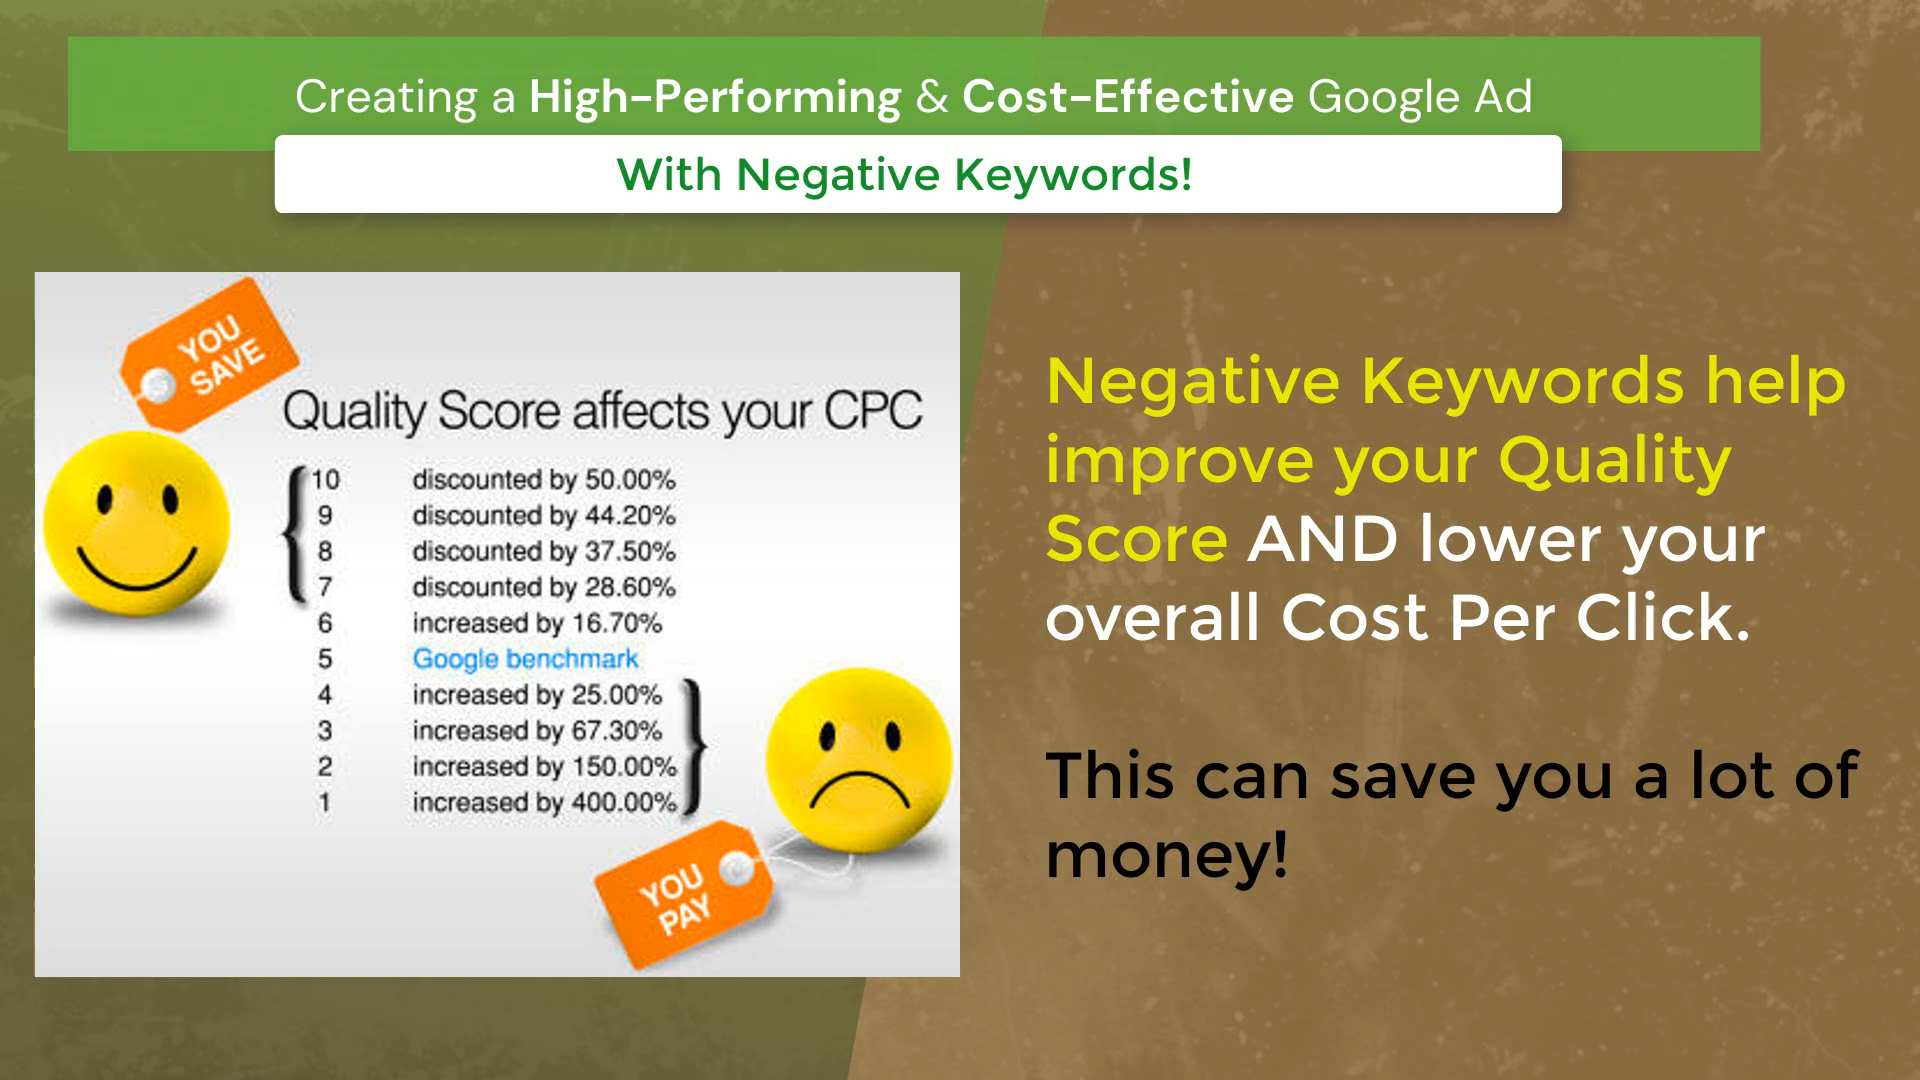 Creating a High-Performing & Cost-Effective Google Ad
With Negative Keywords!
YOU
SAVE
Quality Score affects your CPC
10 discounted by 50.00%
9 discounted by 44.20%
8 discounted by 37.50%
7 discounted by 28.60%
6 increased by 16.70%
5 Google benchmark
4 increased by 25.00%
3 increased by 67.30%
2 increased by 150.00%
1 increased by 400.00%
YOU
PAY
Negative Keywords help
improve your Quality
Score AND lower your
overall Cost Per Click.
This can save you a lot of
money!